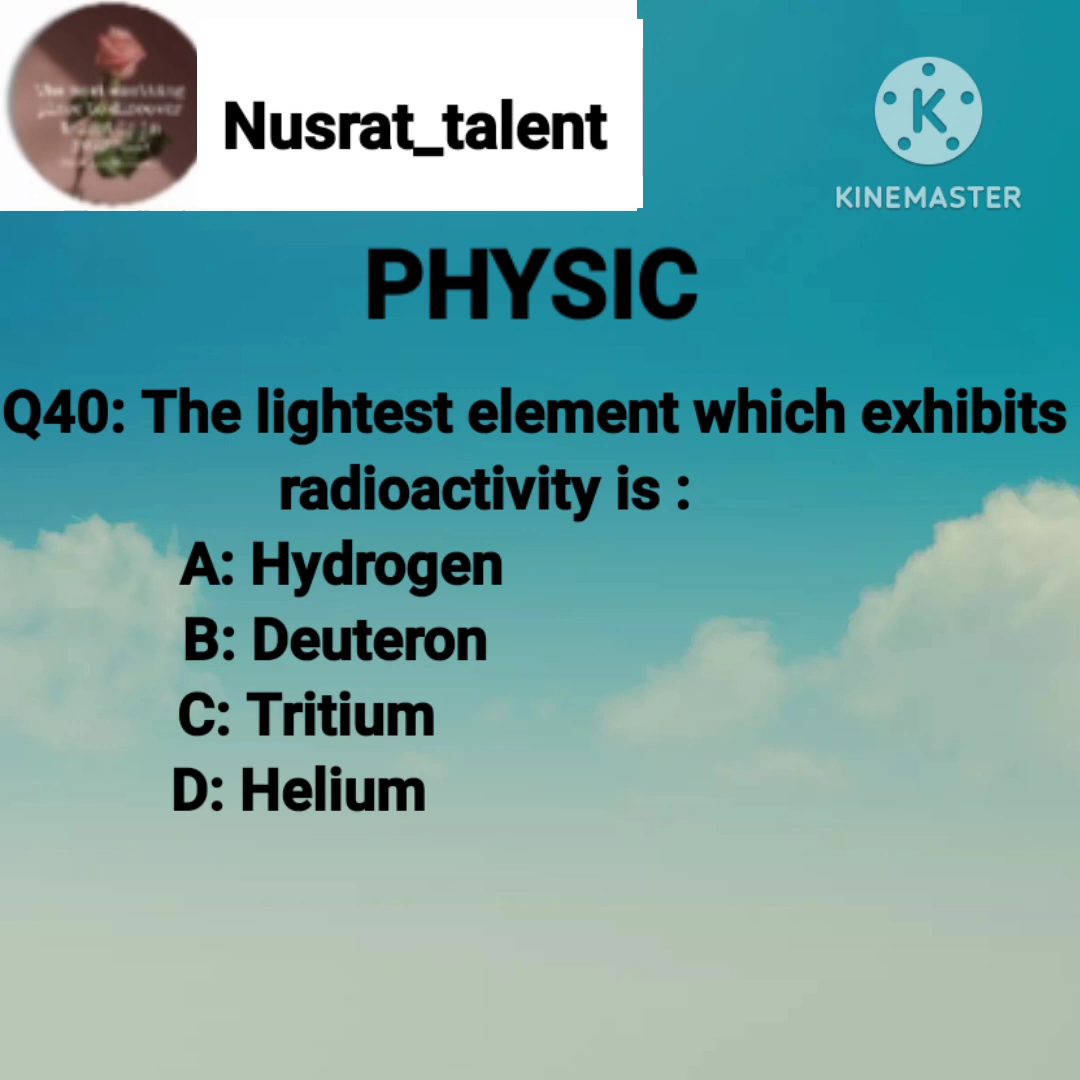 Nusrat_talent
K
KINEMASTER
PHYSIC
Q40: The lightest element which exhibits
radioactivity is :
A: Hydrogen
B: Deuteron
C: Tritium
D: Helium